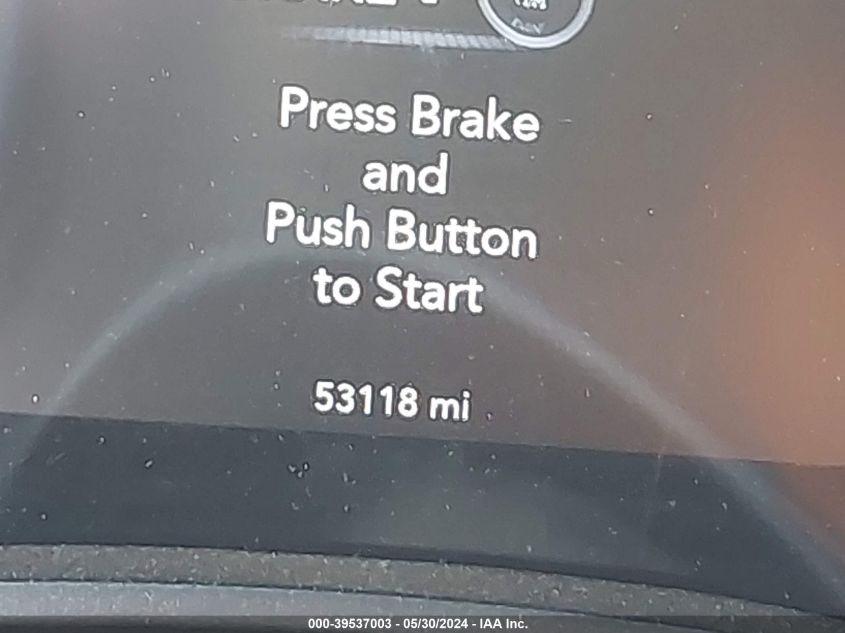 Press Brake
and
Push Button
to Start
53118 mi
000-39537003 - 05/30/2024 - IAA Inc.